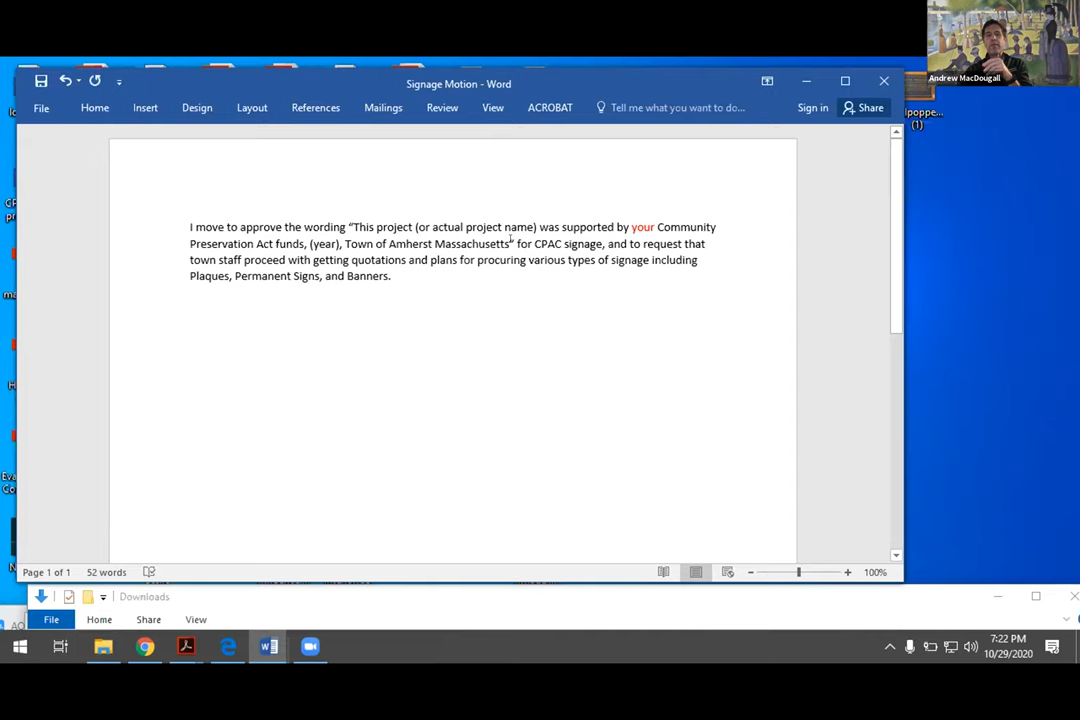 Andrew MacDougall
Signage Motion - Word
File Home Insert Design Layout References Mailings Review View ACROBAT Tell me what you want to do... Sign in Share
lpoppe...
(1)
I move to approve the wording “This project (or actual project name) was supported by your Community
Preservation Act funds, (year), Town of Amherst Massachusetts” for CPAC signage, and to request that
town staff proceed with getting quotations and plans for procuring various types of signage including
Plaques, Permanent Signs, and Banners.
Page 1 of 1 52 words 100%
Downloads
File Home Share View
7:22 PM
10/29/2020